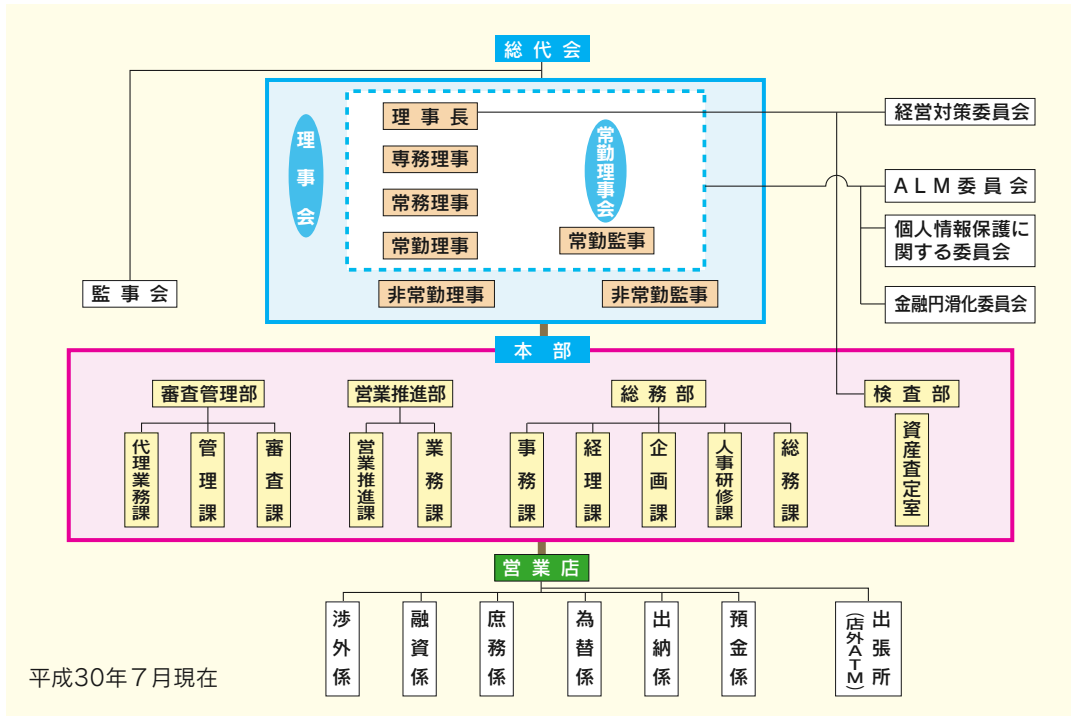 総代会
理事会
理事長
専務理事
常務理事
常勤理事
常勤理事会
常勤監事
非常勤理事
非常勤監事
監事会
経営対策委員会
ALM委員会
個人情報保護に
関する委員会
金融円滑化委員会
本部
審査管理部
営業推進部
総務部
検査部
代理業務課
管理課
審査課
営業推進課
業務課
事務課
経理課
企画課
人事研修課
総務課
資産査定室
営業店
渉外係
融資係
庶務係
為替係
出納係
預金係
出張所
(店外ATM)
平成30年7月現在